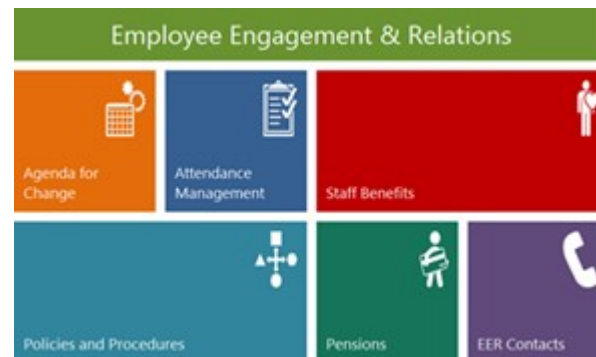 Employee Engagement & Relations
Agenda for
Change
Attendance
Management
Staff Benefits
Policies and Procedures
Pensions
EER Contacts